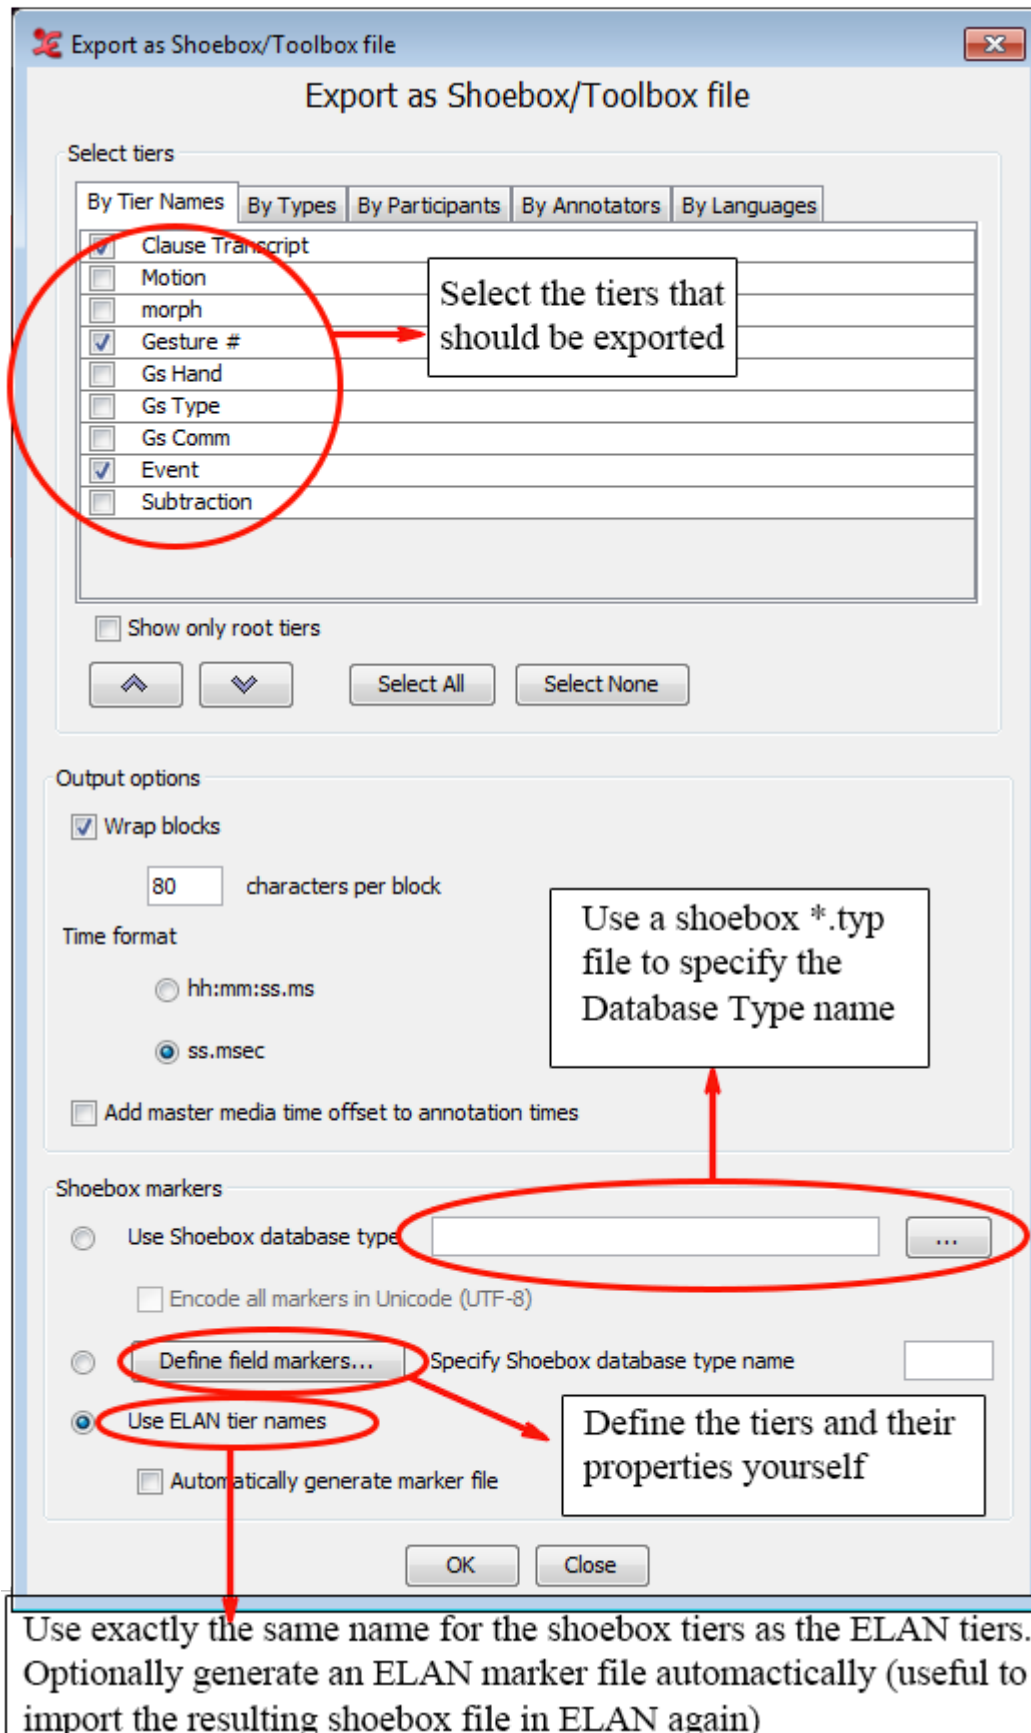 Export as Shoebox/Toolbox file
Export as Shoebox/Toolbox file
Select tiers
By Tier Names By Types By Participants By Annotators By Languages
Clause Transcript
Motion
morph
Gesture #
Gs Hand
Gs Type
Gs Comm
Event
Subtraction
Select the tiers that
should be exported
Show only root tiers
Select All Select None
Output options
Wrap blocks
80 characters per block
Time format
hh:mm:ss.ms
ss.msec
Use a shoebox *.typ
file to specify the
Database Type name
Add master media time offset to annotation times
Shoebox markers
Use Shoebox database type ...
Encode all markers in Unicode (UTF-8)
Define field markers... Specify Shoebox database type name
Use ELAN tier names
Automatically generate marker file
Define the tiers and their
properties yourself
OK Close
Use exactly the same name for the shoebox tiers as the ELAN tiers.
Optionally generate an ELAN marker file automactically (useful to
import the resulting shoebox file in ELAN again)